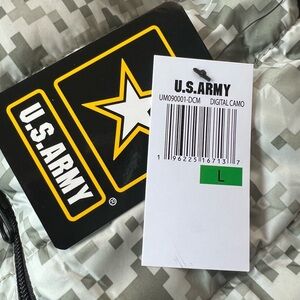 U.S.ARMY
®
U.S.ARMY
UM090001-DCM DIGITAL CAMO
1 96225 16713 7
L